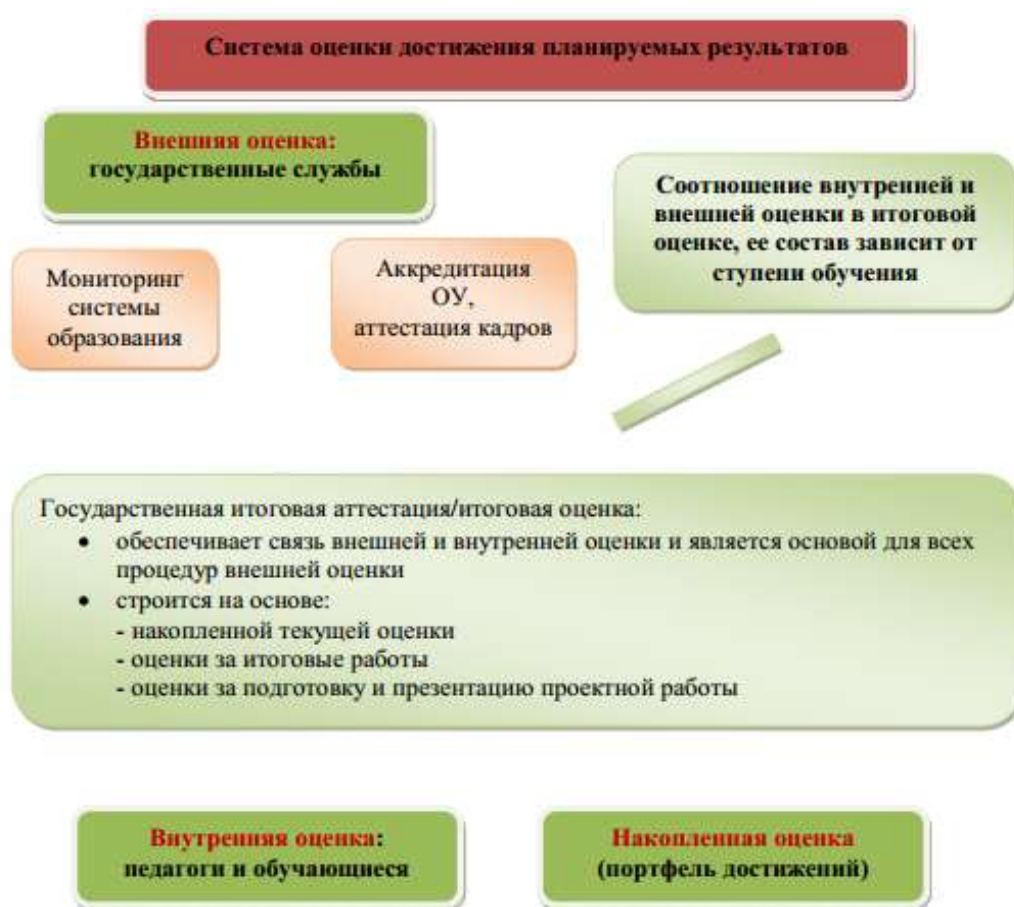 Система оценки достижения планируемых результатов
Внешняя оценка:
государственные службы
Соотношение внутренней и
внешней оценки в итоговой
оценке, ее состав зависит от
ступени обучения
Мониторинг
системы
образования
Аккредитация
ОУ,
аттестация кадров
Государственная итоговая аттестация/итоговая оценка:
• обеспечивает связь внешней и внутренней оценки и является основой для всех
процедур внешней оценки
• строится на основе:
- накопленной текущей оценки
- оценки за итоговые работы
- оценки за подготовку и презентацию проектной работы
Внутренняя оценка:
педагоги и обучающиеся
Накопленная оценка
(портфель достижений)